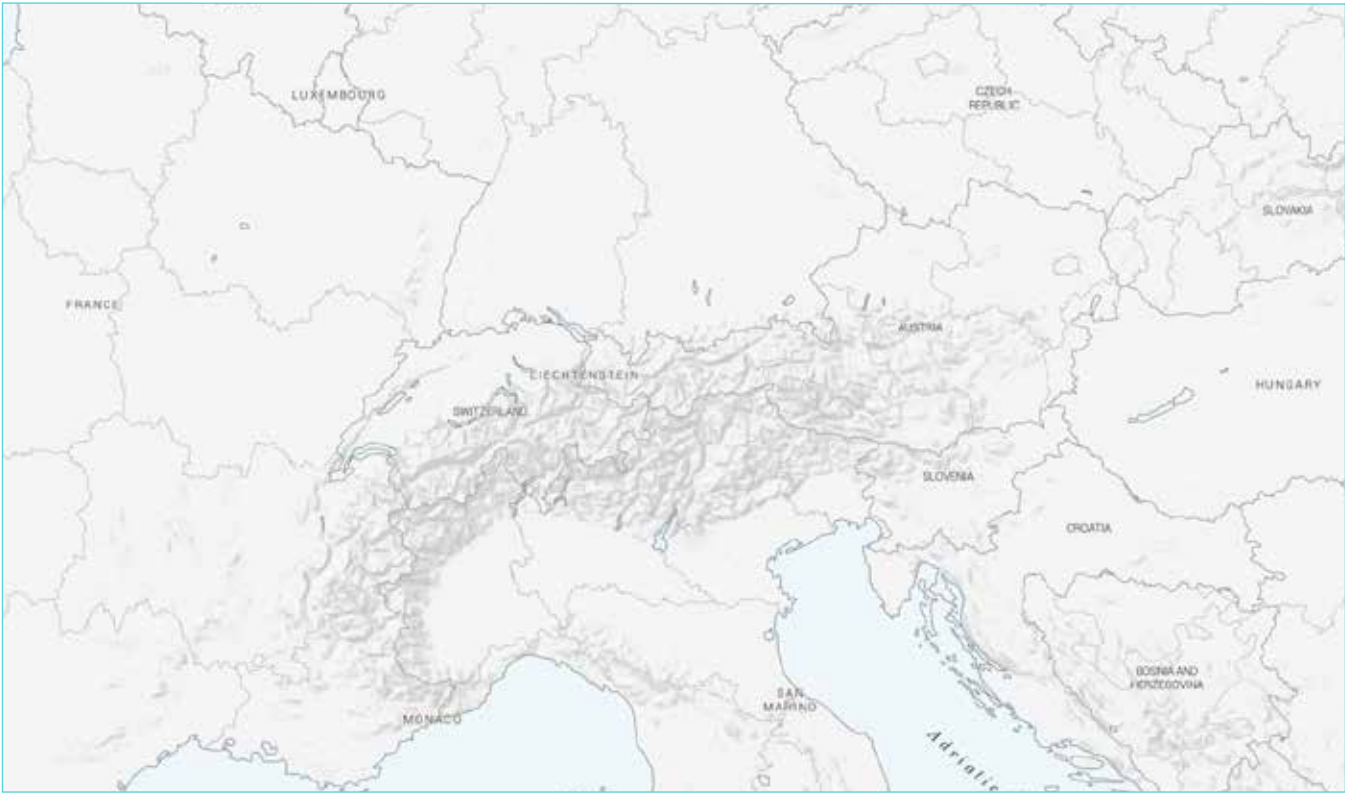 LUXEMBOURG
CZECH
REPUBLIC
SLOVAKIA
FRANCE
AUSTRIA
LIECHTENSTEIN
HUNGARY
SWITZERLAND
SLOVENIA
CROATIA
BOSNIA AND
HERZEGOVINA
SAN
MARINO
MONACO
Adriatic